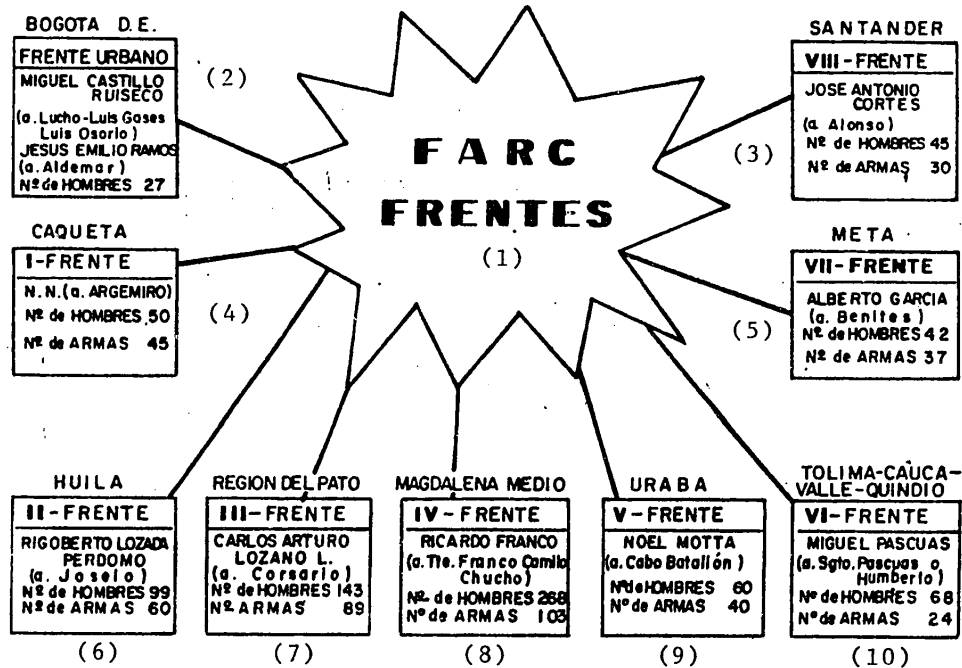 BOGOTA D.E.
FRENTE URBANO
MIGUEL CASTILLO
RUISECO
(a. Lucho-Luis Gases
Luis Osorio)
JESUS EMILIO RAMOS
(a. Aldemar)
Nº de HOMBRES 27
(2)
FARC
FRENTES
(1)
SANTANDER
VIII-FRENTE
JOSE ANTONIO
CORTES
(a Alonso)
Nº de HOMBRES 45
Nº de ARMAS 30
(3)
CAQUETA
I-FRENTE
N.N.(a. ARGEMIRO)
Nº de HOMBRES 50
Nº de ARMAS 45
(4)
META
VII-FRENTE
ALBERTO GARCIA
(a. Benites)
Nº de HOMBRES 42
Nº de ARMAS 37
(5)
HUILA
II-FRENTE
RIGOBERTO LOZADA
PERDOMO
(a. Joselo)
Nº de HOMBRES 99
Nº de ARMAS 60
(6)
REGION DEL PATO
III-FRENTE
CARLOS ARTURO
LOZANO L.
(a. Corsario)
Nº de HOMBRES 143
Nº ARMAS 89
(7)
MAGDALENA MEDIO
IV-FRENTE
RICARDO FRANCO
(a. Tte. Franco Camilo
Chucho)
Nº de HOMBRES 268
Nº de ARMAS 103
(8)
URABA
V-FRENTE
NOEL MOTTA
(a. Cabo Batallón)
Nº de HOMBRES 60
Nº de ARMAS 40
(9)
TOLIMA-CAUCA-
VALLE-QUINDIO
VI-FRENTE
MIGUEL PASCUAS
(a. Sgto. Pascuas o
Humberto)
Nº de HOMBRES 68
Nº de ARMAS 24
(10)